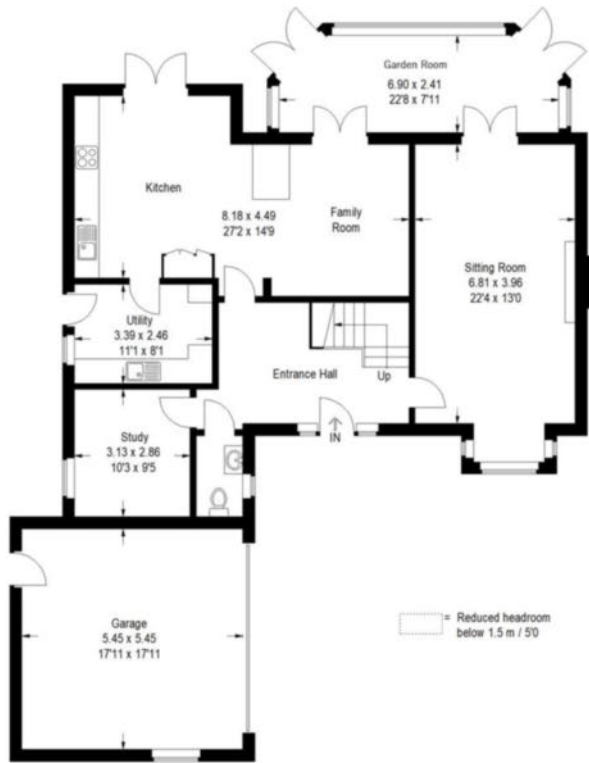 Garden Room
6.90 x 2.41
22'8 x 7'11
Kitchen
8.18 x 4.49
27'2 x 14'9
Family
Room
Sitting Room
6.81 x 3.96
22'4 x 13'0
Utility
3.39 x 2.46
11'1 x 8'1
Entrance Hall
Up
IN
Study
3.13 x 2.86
10'3 x 9'5
Garage
5.45 x 5.45
17'11 x 17'11
= Reduced headroom
below 1.5 m / 5'0